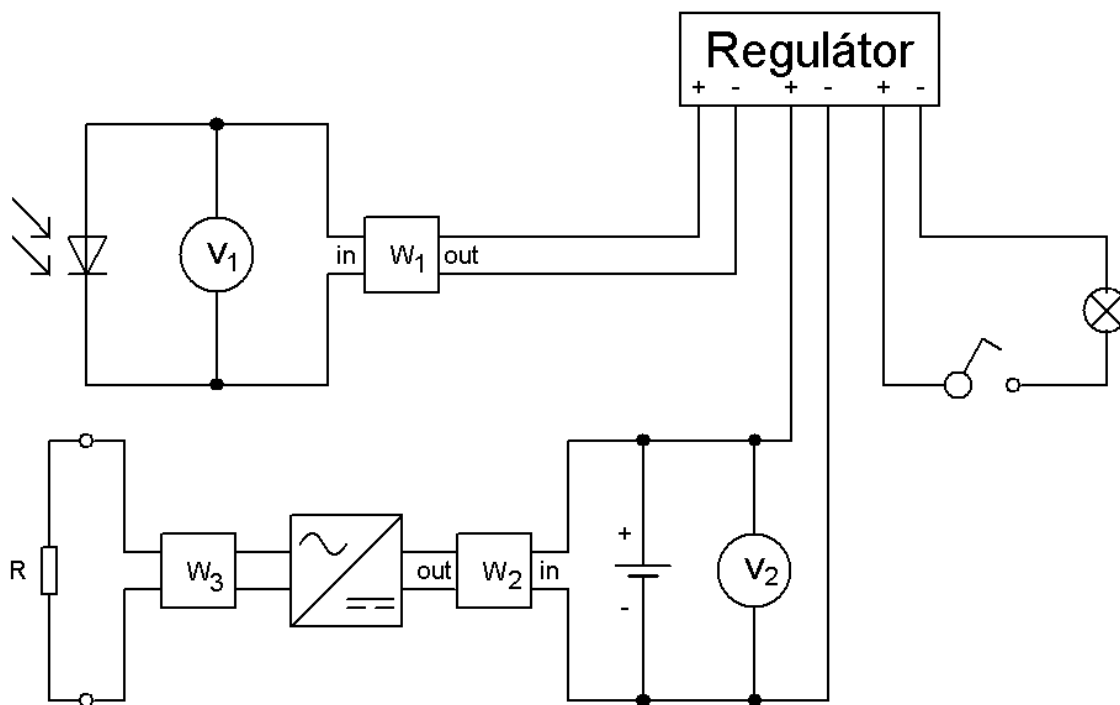 Regulátor
+ - + - + -
V1
in W1 out
R
W3
out W2 in
+
-
V2